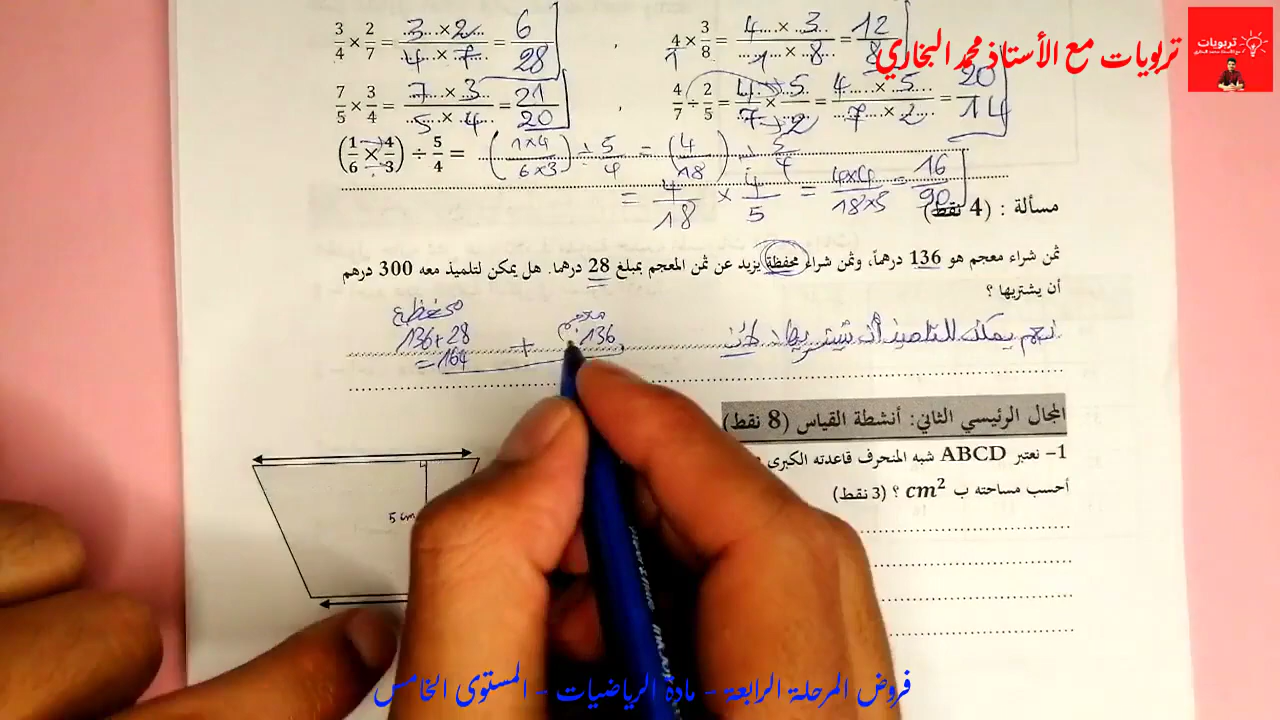 تربويات مع الأستاذ محمد البخاري
تربويات
3/4 × 2/7 = 3 × 2 / 4 × 7 = 6/28 , 4/1 × 3/8 = 4 × 3 / 1 × 8 = 12/8
7/5 × 3/4 = 7 × 3 / 5 × 4 = 21/20 , 4/7 ÷ 2/5 = 4/7 × 5/2 = 4 × 5 / 7 × 2 = 20/14
(1/6 × 4/3) ÷ 5/4 = (1×4 / 6×3) ÷ 5/4 = (4/18) ÷ 5/4
= 4/18 × 4/5 = 4×4 / 18×5 = 16/90
مسألة : (4 نقط)
ثمن شراء معجم هو 136 درهماً، وثمن شراء محفظة يزيد عن ثمن المعجم بمبلغ 28 درهما. هل يمكن لتلميذ معه 300 درهم
أن يشتريها ؟
محفظة معجم
نعم يمكن للتلميذ أن يشتريها لأن 136 + 136+28
=164
المجال الرئيسي الثاني: أنشطة القياس (8 نقط)
1- نعتبر ABCD شبه المنحرف قاعدته الكبرى
أحسب مساحته ب cm² ؟ (3 نقط)
5 cm
فروض المرحلة الرابعة - مادة الرياضيات - المستوى الخامس